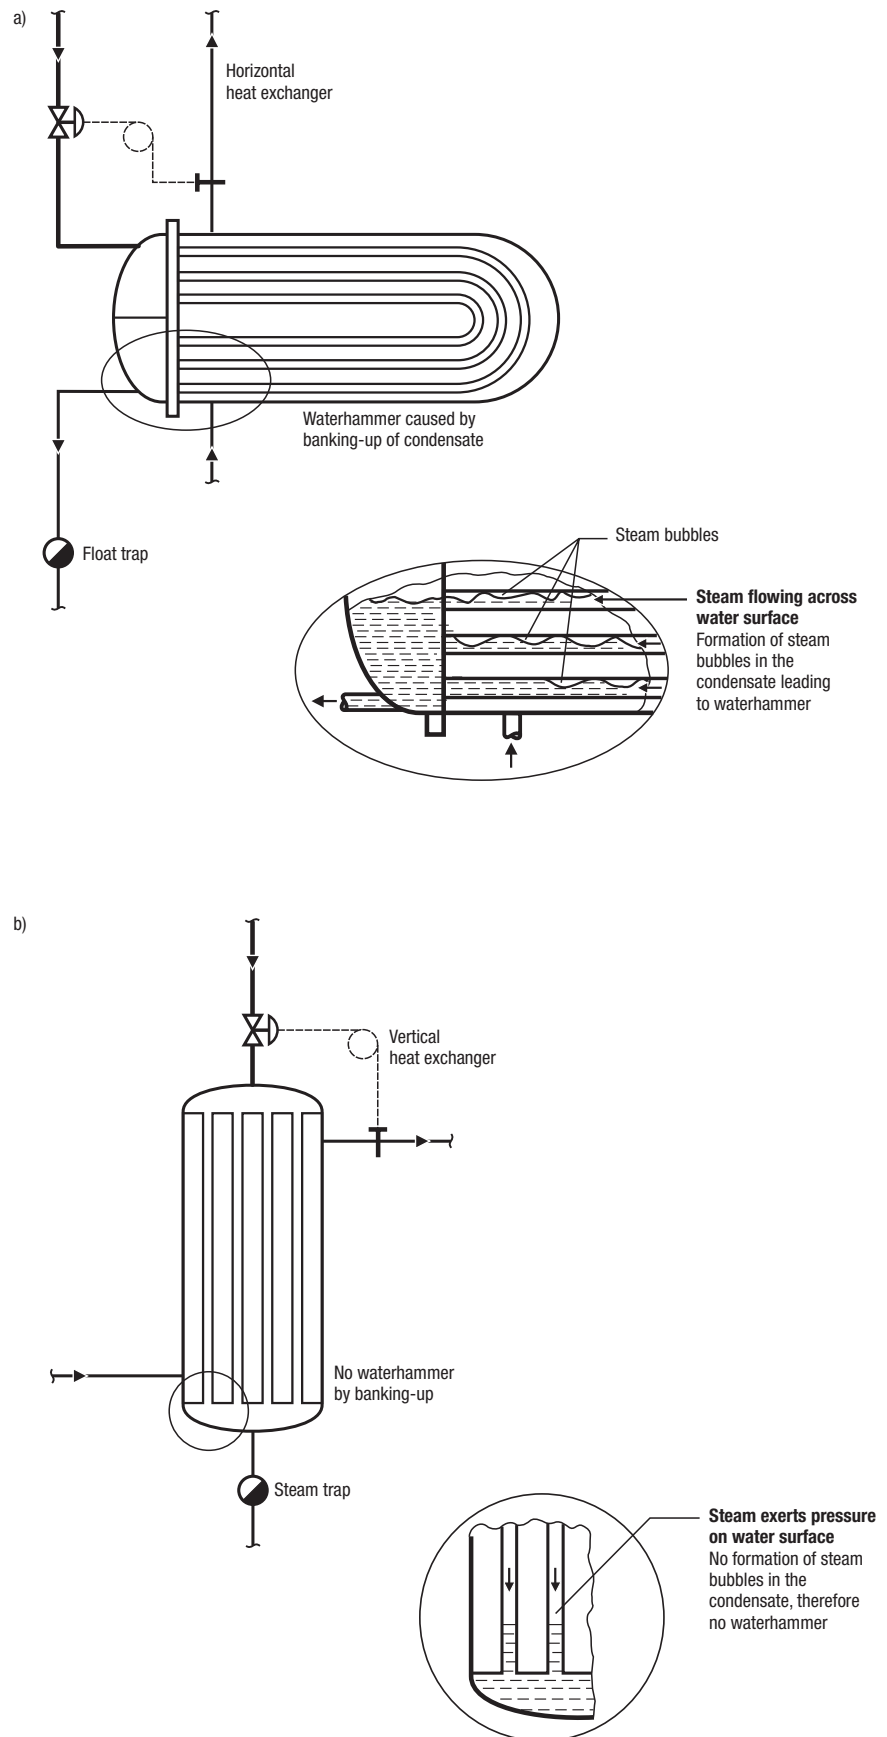 a)
Horizontal
heat exchanger
Waterhammer caused by
banking-up of condensate
Float trap
Steam bubbles
Steam flowing across
water surface
Formation of steam
bubbles in the
condensate leading
to waterhammer
b)
Vertical
heat exchanger
No waterhammer
by banking-up
Steam trap
Steam exerts pressure
on water surface
No formation of steam
bubbles in the
condensate, therefore
no waterhammer